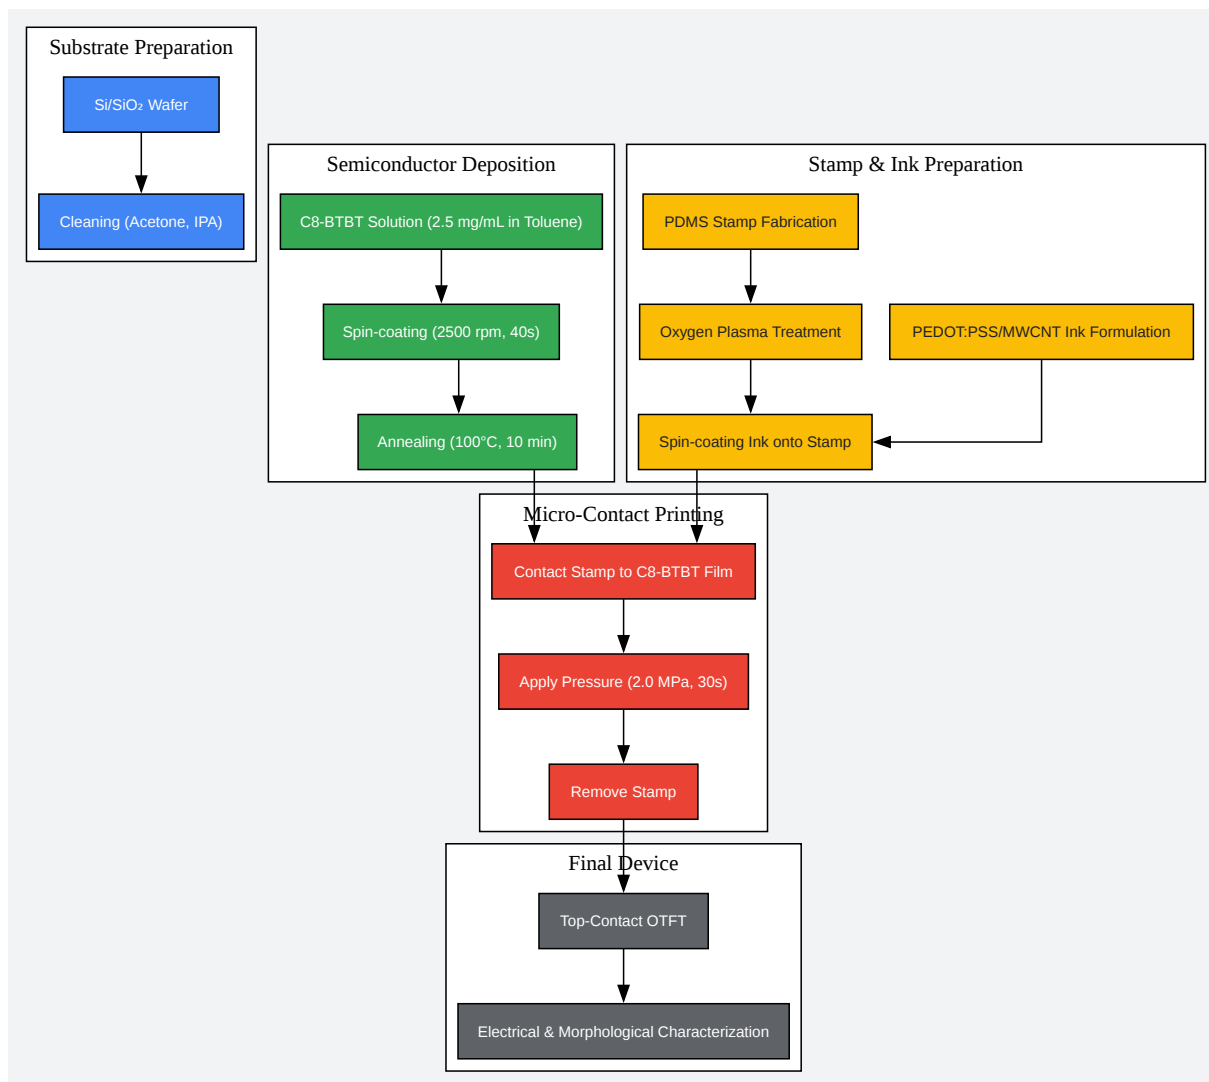 Substrate Preparation
Si/SiO₂ Wafer
Cleaning (Acetone, IPA)
Semiconductor Deposition
C8-BTBT Solution (2.5 mg/mL in Toluene)
Spin-coating (2500 rpm, 40s)
Annealing (100°C, 10 min)
Stamp & Ink Preparation
PDMS Stamp Fabrication
Oxygen Plasma Treatment
PEDOT:PSS/MWCNT Ink Formulation
Spin-coating Ink onto Stamp
Micro-Contact Printing
Contact Stamp to C8-BTBT Film
Apply Pressure (2.0 MPa, 30s)
Remove Stamp
Final Device
Top-Contact OTFT
Electrical & Morphological Characterization